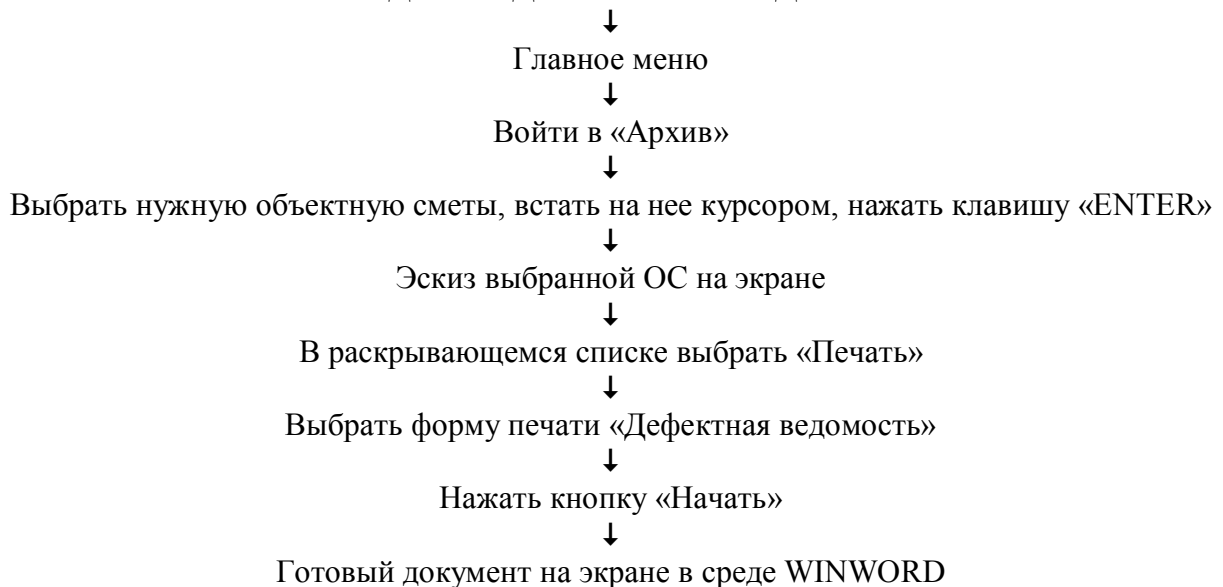 ↓
Главное меню
↓
Войти в «Архив»
↓
Выбрать нужную объектную сметы, встать на нее курсором, нажать клавишу «ENTER»
↓
Эскиз выбранной ОС на экране
↓
В раскрывающемся списке выбрать «Печать»
↓
Выбрать форму печати «Дефектная ведомость»
↓
Нажать кнопку «Начать»
↓
Готовый документ на экране в среде WINWORD